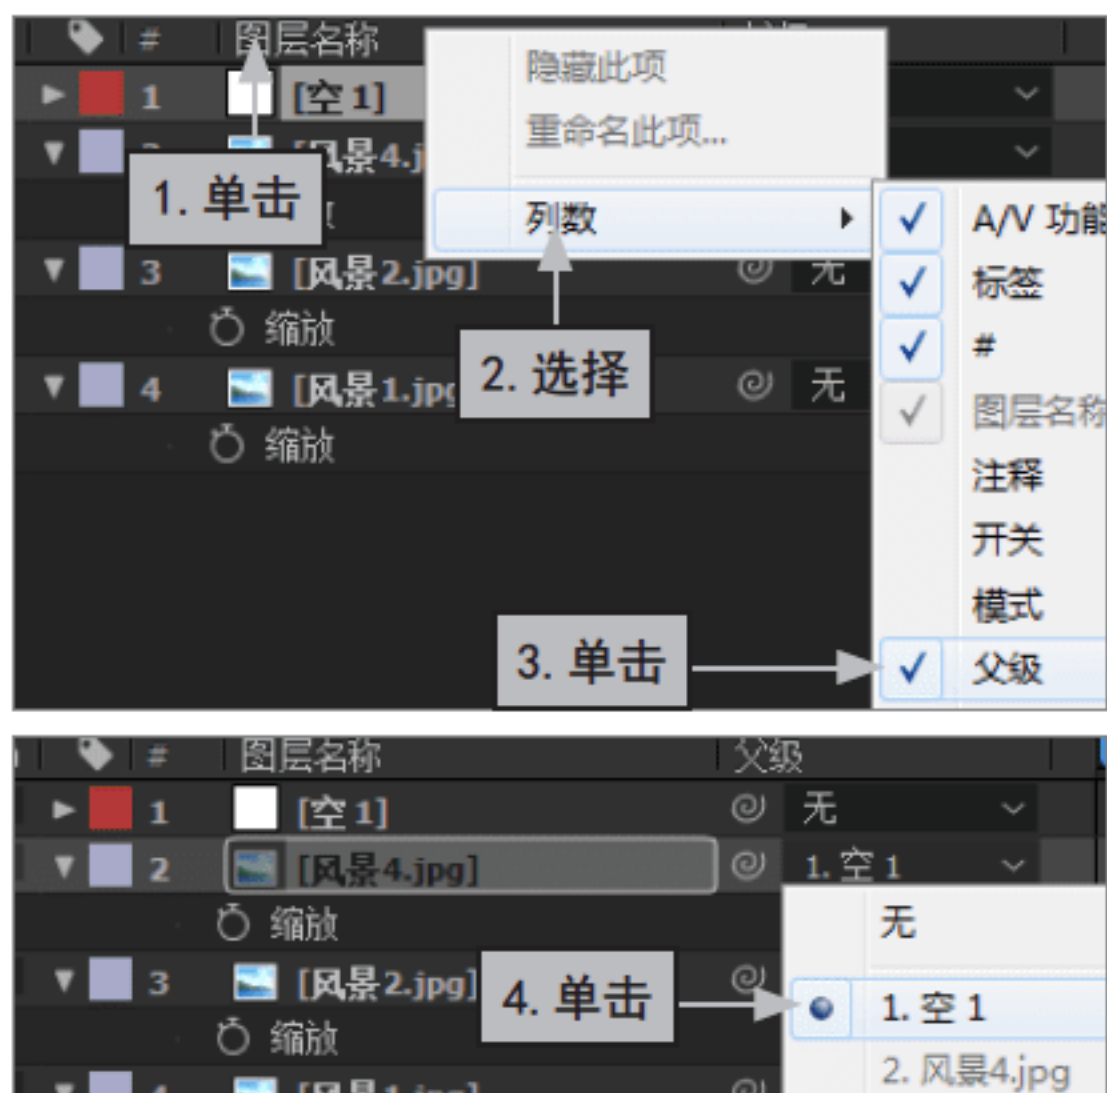 # 图层名称
隐藏此项
1 [空 1]
重命名此项...
[风景4.j
1. 单击
列数
A/V 功能
3 [风景2.jpg] 无
标签
缩放
#
2. 选择
4 [风景1.jpg 无
图层名称
缩放
注释
开关
模式
3. 单击
父级
# 图层名称 父级
1 [空 1] 无
2 [风景4.jpg] 1. 空 1
缩放
无
3 [风景2.jpg]
4. 单击
1. 空 1
缩放
2. 风景4.jpg